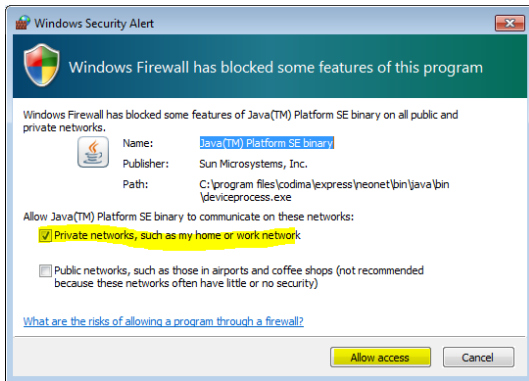 Windows Security Alert
Windows Firewall has blocked some features of this program
Windows Firewall has blocked some features of Java(TM) Platform SE binary on all public and
private networks.
Name: Java(TM) Platform SE binary
Publisher: Sun Microsystems, Inc.
Path: C:\program files\codima\express\neonet\bin\java\bin
\deviceprocess.exe
Allow Java(TM) Platform SE binary to communicate on these networks:
Private networks, such as my home or work network
Public networks, such as those in airports and coffee shops (not recommended
because these networks often have little or no security)
What are the risks of allowing a program through a firewall?
Allow access Cancel